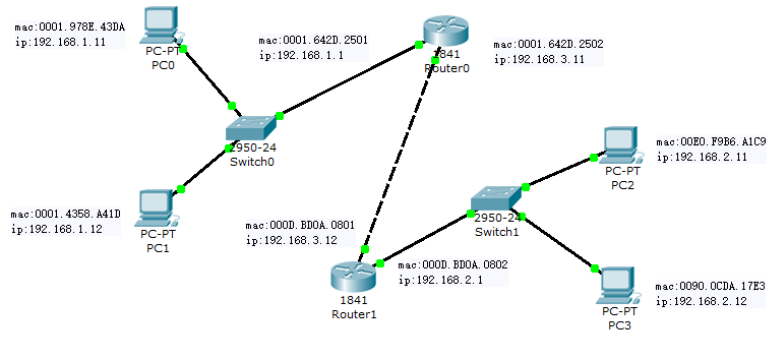 mac:0001.978E.43DA
ip:192.168.1.11
PC-PT
PC0
mac:0001.642D.2501
ip:192.168.1.1
1841
Router0
mac:0001.642D.2502
ip:192.168.3.11
2950-24
Switch0
mac:00E0.F9B6.A1C9
ip:192.168.2.11
PC-PT
PC2
mac:0001.4358.A41D
ip:192.168.1.12
PC-PT
PC1
mac:000D.BD0A.0801
ip:192.168.3.12
2950-24
Switch1
1841
Router1
mac:000D.BD0A.0802
ip:192.168.2.1
PC-PT
PC3
mac:0090.0CDA.17E3
ip:192.168.2.12